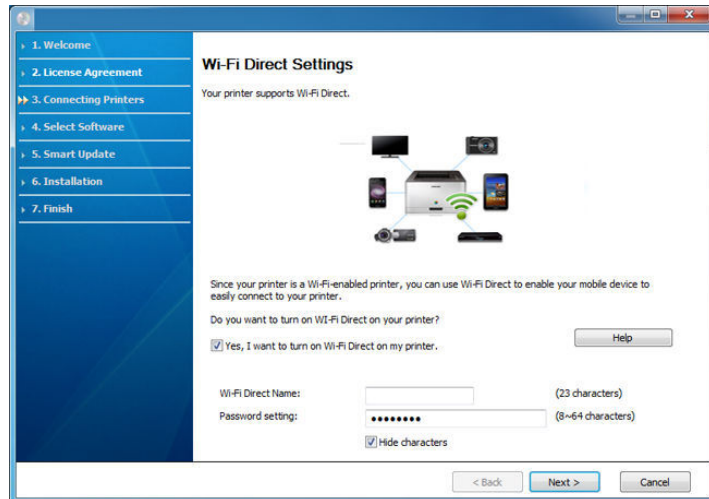 1. Welcome
2. License Agreement
3. Connecting Printers
4. Select Software
5. Smart Update
6. Installation
7. Finish
Wi-Fi Direct Settings
Your printer supports Wi-Fi Direct.
Since your printer is a Wi-Fi-enabled printer, you can use Wi-Fi Direct to enable your mobile device to
easily connect to your printer.
Do you want to turn on WI-Fi Direct on your printer?
Yes, I want to turn on Wi-Fi Direct on my printer.
Help
Wi-Fi Direct Name: (23 characters)
Password setting: •••••••• (8~64 characters)
Hide characters
< Back Next > Cancel